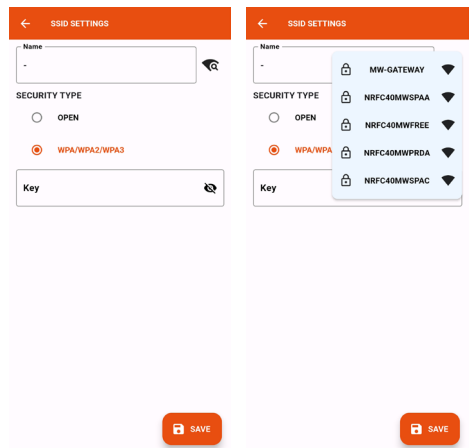 SSID SETTINGS
Name
-
SECURITY TYPE
OPEN
WPA/WPA2/WPA3
Key
SAVE
SSID SETTINGS
Name
-
MW-GATEWAY
SECURITY TYPE
NRFC40MWSPAA
OPEN
NRFC40MWFREE
WPA/WPA
NRFC40MWPRDA
Key
NRFC40MWSPAC
SAVE